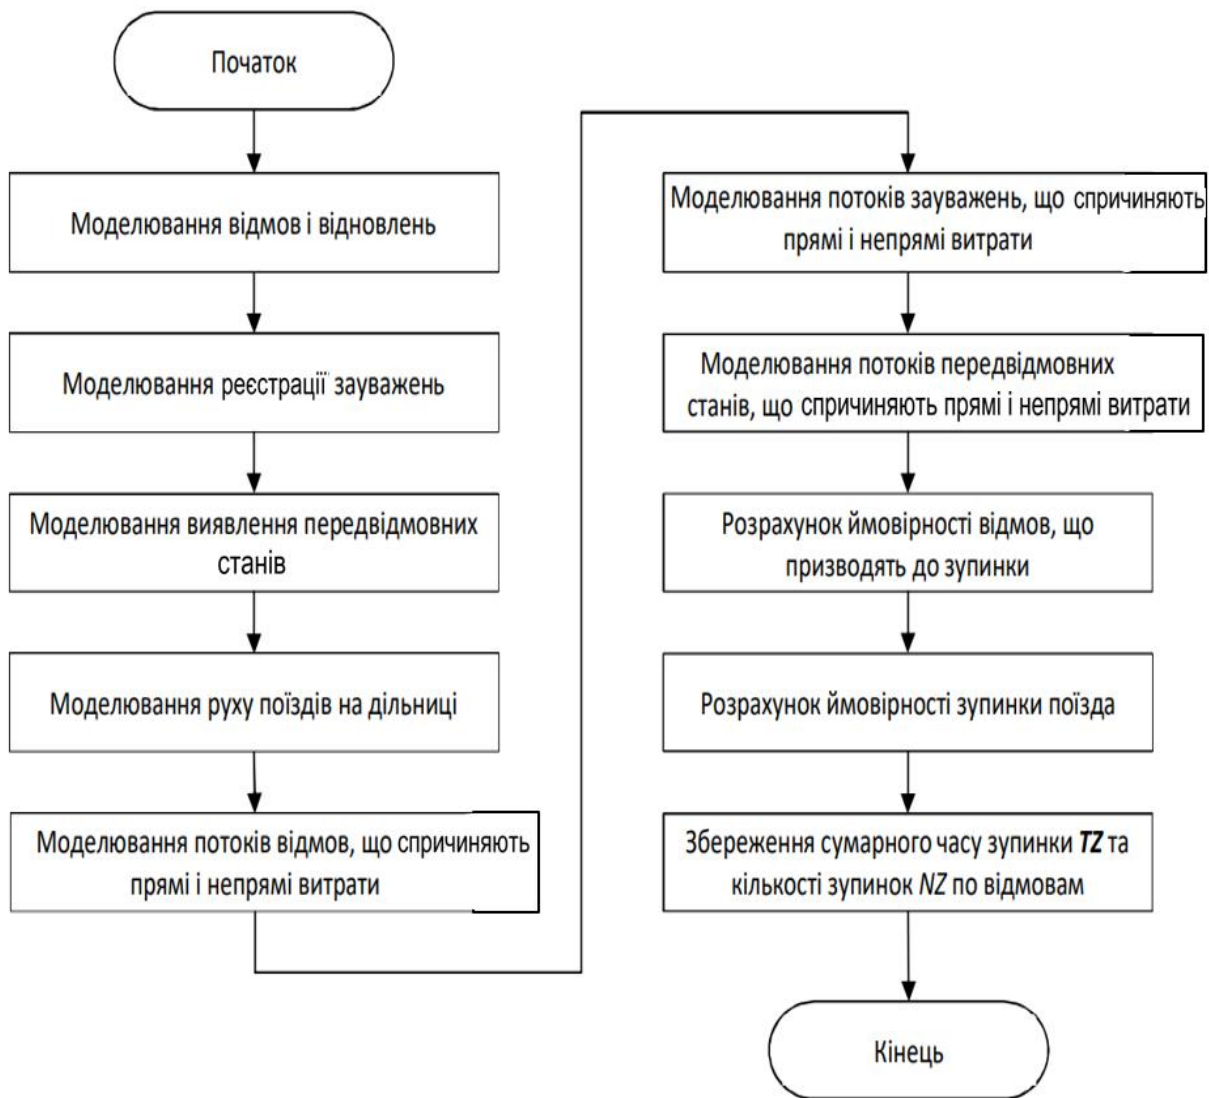 Початок
Моделювання відмов і відновлень
Моделювання реєстрації зауважень
Моделювання виявлення передвідмовних
станів
Моделювання руху поїздів на дільниці
Моделювання потоків відмов, що спричиняють
прямі і непрямі витрати
Моделювання потоків зауважень, що спричиняють
прямі і непрямі витрати
Моделювання потоків передвідмовних
станів, що спричиняють прямі і непрямі витрати
Розрахунок ймовірності відмов, що
призводять до зупинки
Розрахунок ймовірності зупинки поїзда
Збереження сумарного часу зупинки TZ та
кількості зупинок NZ по відмовам
Кінець